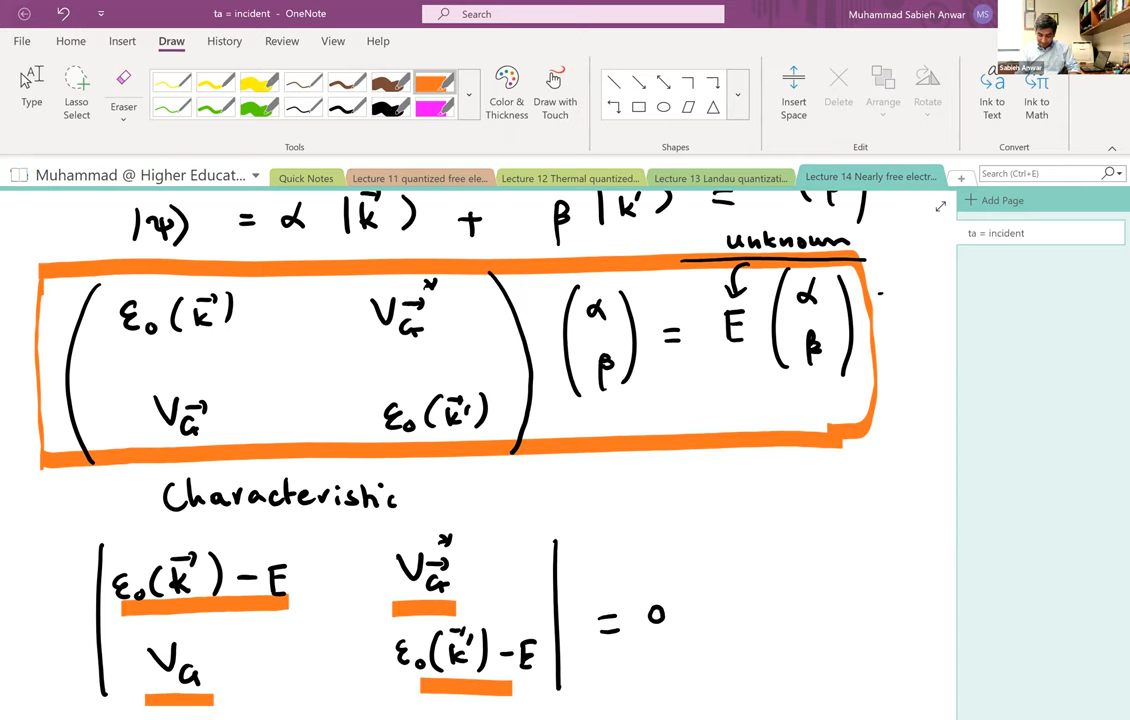 ta = incident - OneNote
Search
Muhammad Sabieh Anwar
MS
Sabieh Anwar
File Home Insert Draw History Review View Help
Type
Lasso Select
Eraser
Color & Thickness
Draw with Touch
Insert Space
Delete
Arrange
Rotate
Ink to Text
Ink to Math
Tools
Shapes
Edit
Convert
Muhammad @ Higher Educat...
Quick Notes
Lecture 11 quantized free ele...
Lecture 12 Thermal quantized...
Lecture 13 Landau quantizati...
Lecture 14 Nearly free electr...
Search (Ctrl+E)
Add Page
ta = incident
|ψ⟩ = α |k⃗⟩ + β |k⃗'⟩ =
unknown
( ε₀(k⃗) V_G⃗* ) ( α ) = E ( α )
( V_G⃗ ε₀(k⃗') ) ( β ) ( β )
Characteristic
| ε₀(k⃗) - E V_G⃗* |
| V_G ε₀(k⃗') - E | = 0